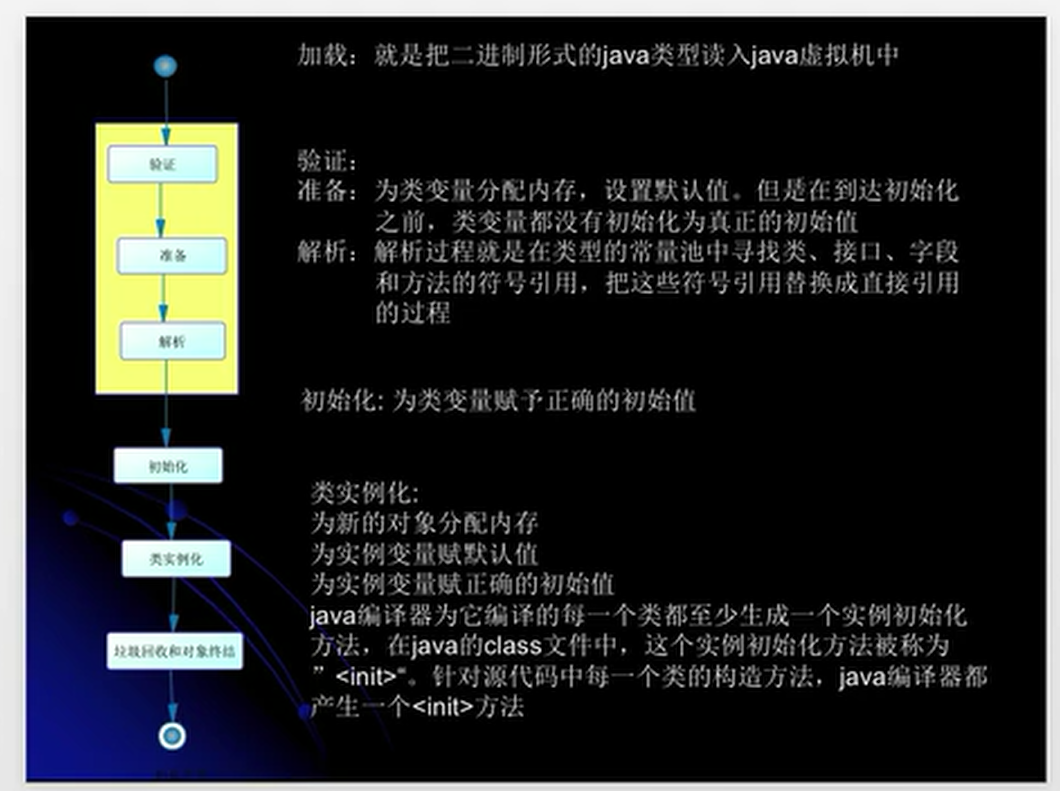 加载：就是把二进制形式的java类型读入java虚拟机中
验证：
准备：为类变量分配内存，设置默认值。但是在到达初始化
之前，类变量都没有初始化为真正的初始值
解析：解析过程就是在类型的常量池中寻找类、接口、字段
和方法的符号引用，把这些符号引用替换成直接引用
的过程
初始化: 为类变量赋予正确的初始值
类实例化:
为新的对象分配内存
为实例变量赋默认值
为实例变量赋正确的初始值
java编译器为它编译的每一个类都至少生成一个实例初始化
方法，在java的class文件中，这个实例初始化方法被称为
”<init>“。针对源代码中每一个类的构造方法，java编译器都
产生一个<init>方法
验证
准备
解析
初始化
类实例化
垃圾回收和对象终结